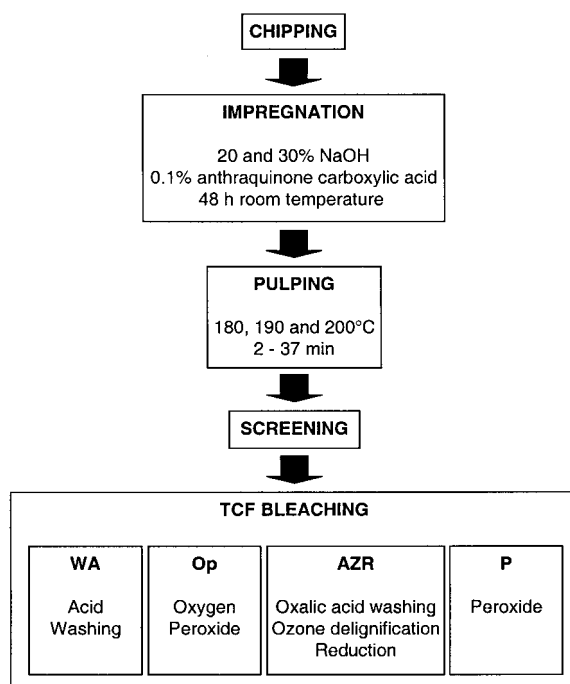 CHIPPING
IMPREGNATION
20 and 30% NaOH
0.1% anthraquinone carboxylic acid
48 h room temperature
PULPING
180, 190 and 200°C
2 - 37 min
SCREENING
TCF BLEACHING
WA
Acid
Washing
Op
Oxygen
Peroxide
AZR
Oxalic acid washing
Ozone delignification
Reduction
P
Peroxide